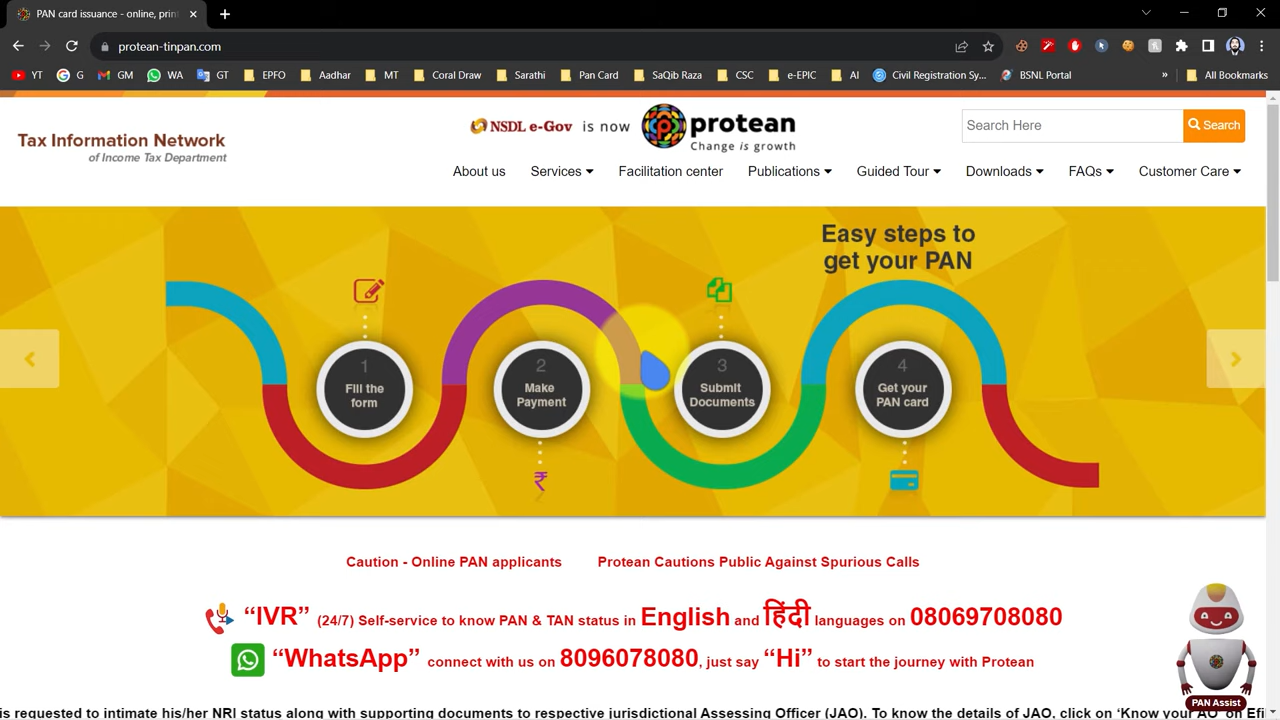 PAN card issuance - online, print
protean-tinpan.com
YT
G
GM
WA
GT
EPFO
Aadhar
MT
Coral Draw
Sarathi
Pan Card
SaQib Raza
CSC
e-EPIC
AI
Civil Registration Sy...
BSNL Portal
»
All Bookmarks
Tax Information Network
of Income Tax Department
NSDL e-Gov is now protean
Change is growth
Search Here
Search
About us
Services
Facilitation center
Publications
Guided Tour
Downloads
FAQs
Customer Care
Easy steps to
get your PAN
1
Fill the
form
2
Make
Payment
3
Submit
Documents
4
Get your
PAN card
₹
Caution - Online PAN applicants
Protean Cautions Public Against Spurious Calls
“IVR” (24/7) Self-service to know PAN & TAN status in English and हिंदी languages on 08069708080
“WhatsApp” connect with us on 8096078080, just say “Hi” to start the journey with Protean
PAN Assist
is requested to intimate his/her NRI status along with supporting documents to respective jurisdictional Assessing Officer (JAO). To know the details of JAO, click on ‘Know your AO’ on Efi